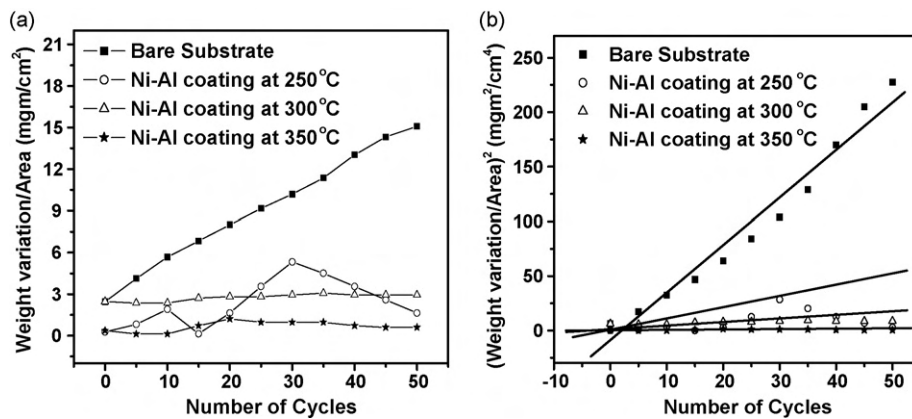 (a)
21
18
15
12
9
6
3
0
Weight variation/Area (mgm/cm²)
Bare Substrate
Ni-Al coating at 250°C
Ni-Al coating at 300°C
Ni-Al coating at 350°C
0 10 20 30 40 50
Number of Cycles
(b)
250
200
150
100
50
0
(Weight variation/Area)² (mgm²/cm⁴)
Bare Substrate
Ni-Al coating at 250°C
Ni-Al coating at 300°C
Ni-Al coating at 350°C
-10 0 10 20 30 40 50
Number of Cycles